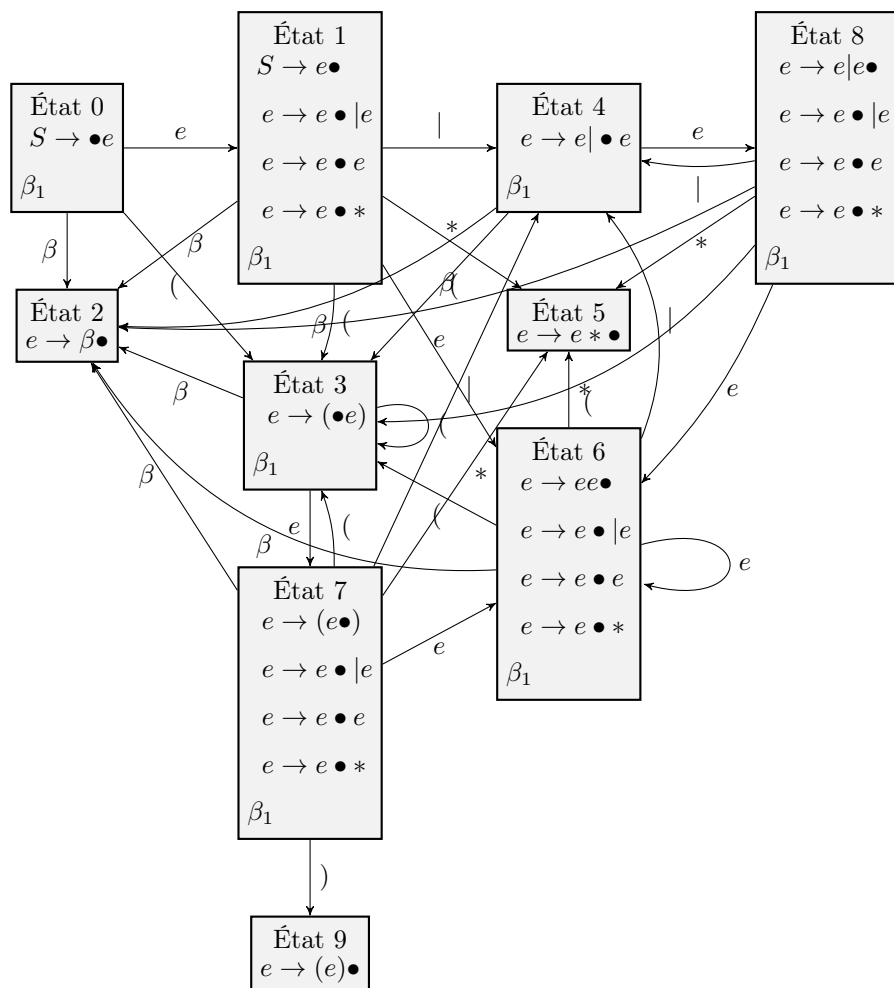 État 0
S → •e
β₁
État 1
S → e•
e → e • |e
e → e • e
e → e • *
β₁
État 4
e → e| • e
β₁
État 8
e → e|e•
e → e • |e
e → e • e
e → e • *
β₁
e
|
e
|
β
(
β
β
(
*
e
β
(
*
|
e
État 2
e → β•
État 5
e → e * •
État 3
e → (•e)
β₁
β
(
|
*
(
*
(
État 6
e → ee•
e → e • |e
e → e • e
e → e • *
β₁
e
β
e
(
β
État 7
e → (e•)
e → e • |e
e → e • e
e → e • *
β₁
e
)
État 9
e → (e)•